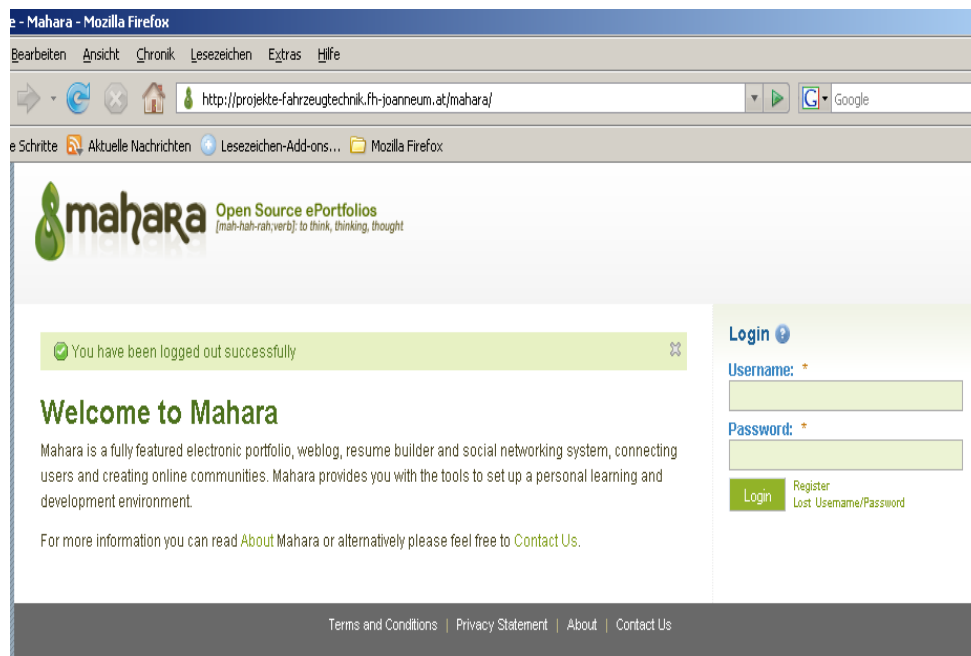 e - Mahara - Mozilla Firefox
Bearbeiten Ansicht Chronik Lesezeichen Extras Hilfe
http://projekte-fahrzeugtechnik.fh-joanneum.at/mahara/ G Google
e Schritte Aktuelle Nachrichten Lesezeichen-Add-ons... Mozilla Firefox
mahara Open Source ePortfolios
[mah-hah-rah;verb]: to think, thinking, thought
You have been logged out successfully
Welcome to Mahara
Mahara is a fully featured electronic portfolio, weblog, resume builder and social networking system, connecting
users and creating online communities. Mahara provides you with the tools to set up a personal learning and
development environment.
For more information you can read About Mahara or alternatively please feel free to Contact Us.
Login ?
Username: *
Password: *
Login Register
Lost Username/Password
Terms and Conditions | Privacy Statement | About | Contact Us